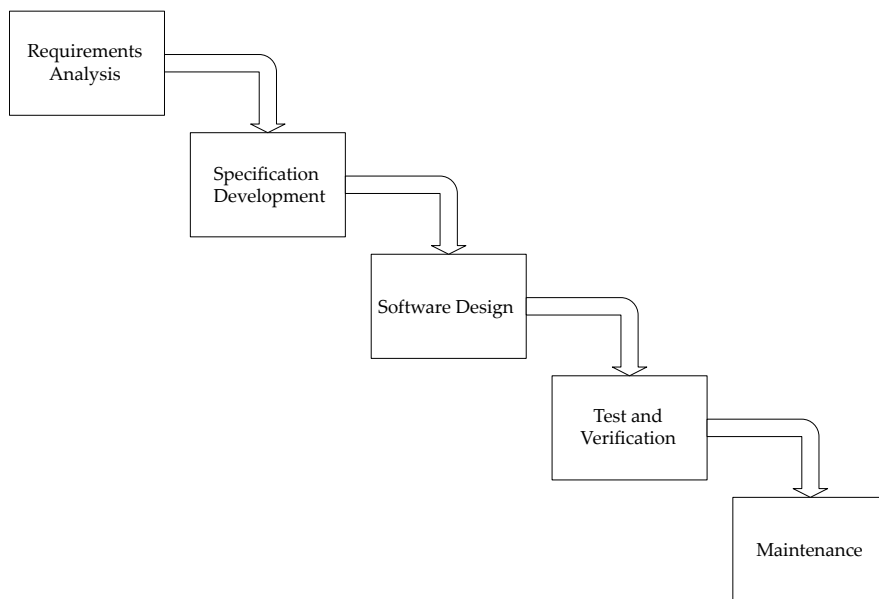 Requirements
Analysis
Specification
Development
Software Design
Test and
Verification
Maintenance